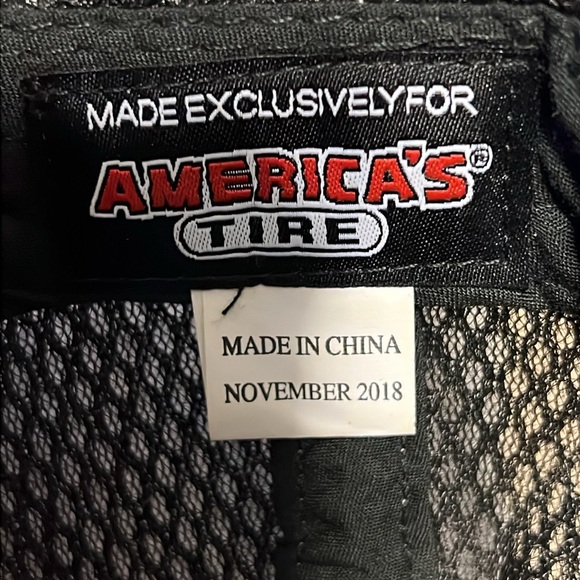 MADE EXCLUSIVELY FOR
AMERICA'S®
TIRE
MADE IN CHINA
NOVEMBER 2018